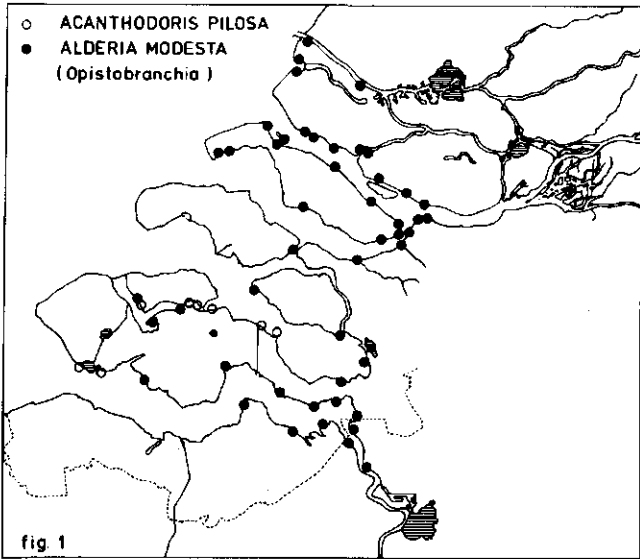 ○ ACANTHODORIS PILOSA
● ALDERIA MODESTA
(Opistobranchia)
fig. 1